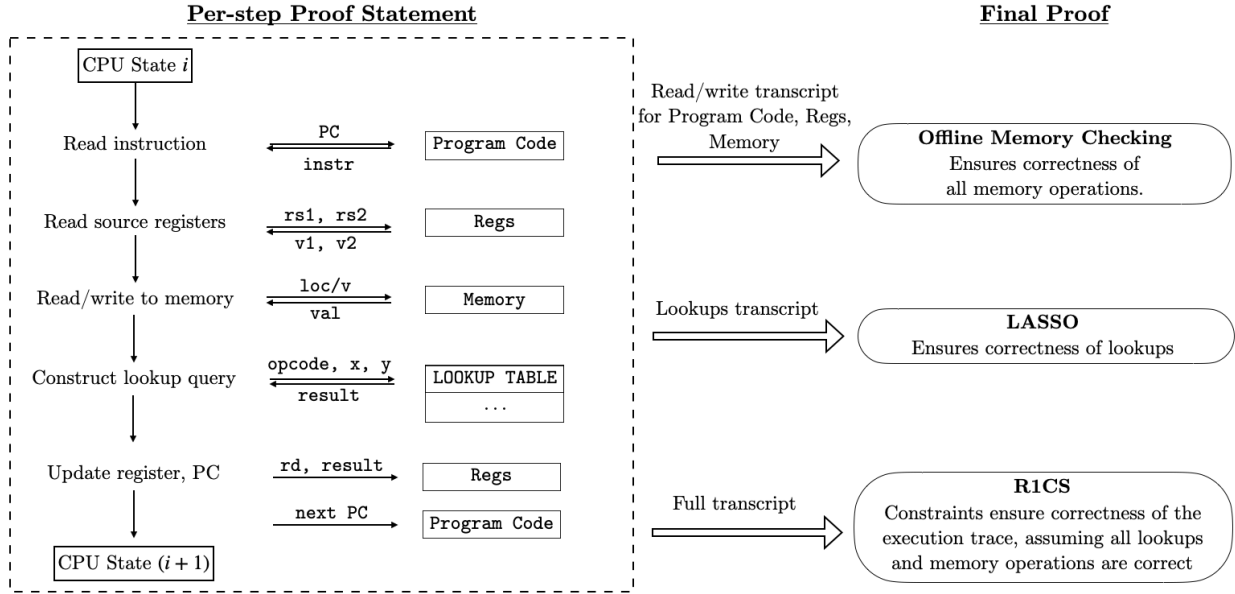 Per-step Proof Statement
CPU State i
Read instruction
PC
instr
Program Code
Read source registers
rs1, rs2
v1, v2
Regs
Read/write to memory
loc/v
val
Memory
Construct lookup query
opcode, x, y
result
LOOKUP TABLE
...
Update register, PC
rd, result
Regs
next PC
Program Code
CPU State (i + 1)
Final Proof
Read/write transcript
for Program Code, Regs,
Memory
Offline Memory Checking
Ensures correctness of
all memory operations.
Lookups transcript
LASSO
Ensures correctness of lookups
Full transcript
R1CS
Constraints ensure correctness of the
execution trace, assuming all lookups
and memory operations are correct